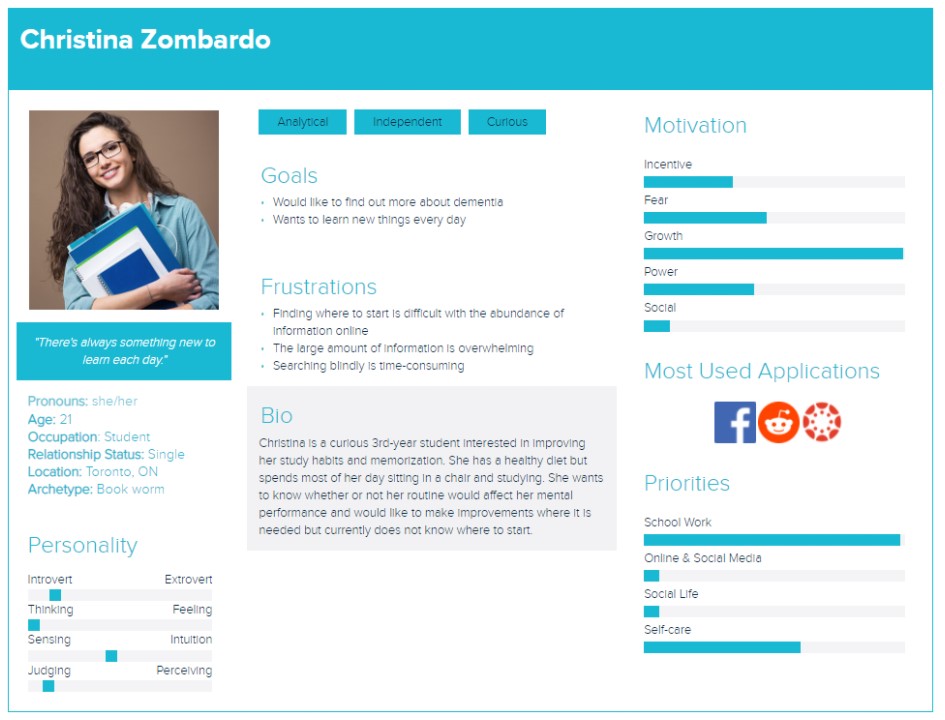 Christina Zombardo
"There's always something new to
learn each day."
Pronouns: she/her
Age: 21
Occupation: Student
Relationship Status: Single
Location: Toronto, ON
Archetype: Book worm
Personality
Introvert Extrovert
Thinking Feeling
Sensing Intuition
Judging Perceiving
Analytical Independent Curious
Goals
Would like to find out more about dementia
Wants to learn new things every day
Frustrations
Finding where to start is difficult with the abundance of
information online
The large amount of information is overwhelming
Searching blindly is time-consuming
Bio
Christina is a curious 3rd-year student interested in improving
her study habits and memorization. She has a healthy diet but
spends most of her day sitting in a chair and studying. She wants
to know whether or not her routine would affect her mental
performance and would like to make improvements where it is
needed but currently does not know where to start.
Motivation
Incentive
Fear
Growth
Power
Social
Most Used Applications
Priorities
School Work
Online & Social Media
Social Life
Self-care